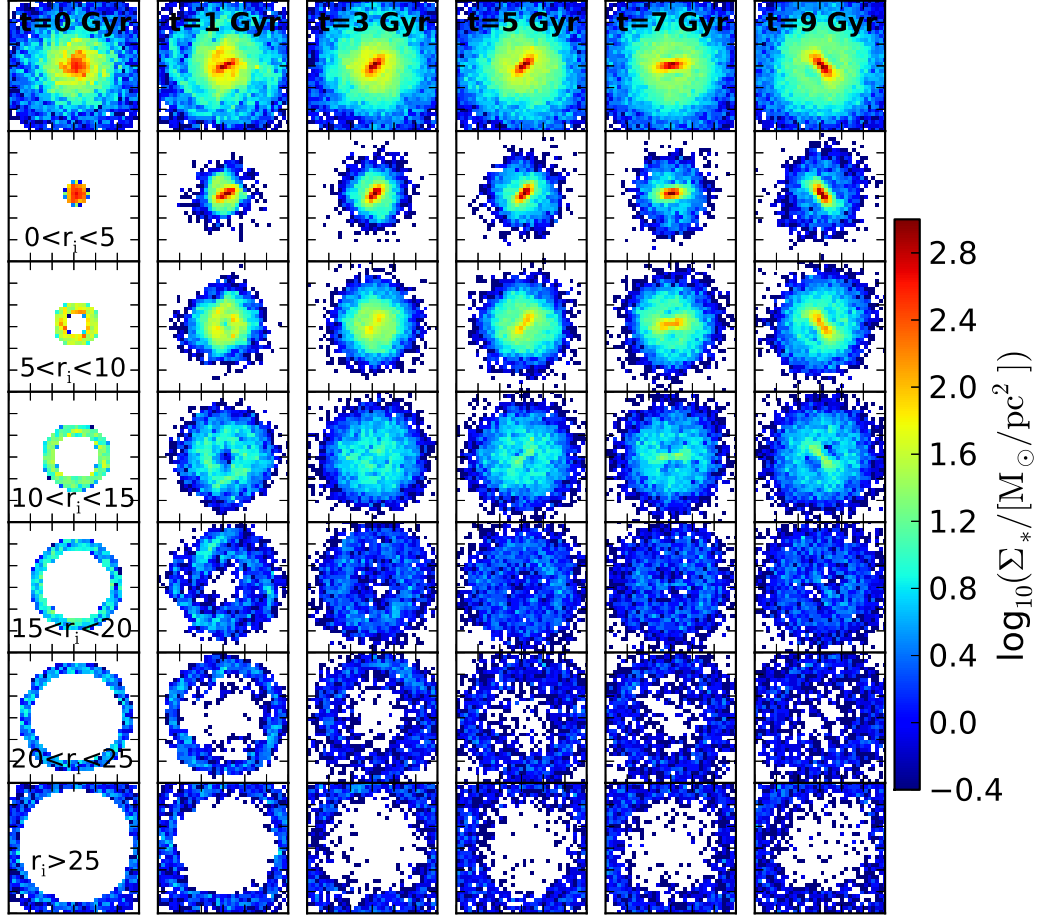 t=0 Gyr t=1 Gyr t=3 Gyr t=5 Gyr t=7 Gyr t=9 Gyr
0<r_i<5
5<r_i<10
10<r_i<15
15<r_i<20
20<r_i<25
r_i>25
2.8
2.4
2.0
1.6
1.2
0.8
0.4
0.0
−0.4
log₁₀(Σ_*/[M_⊙/pc²])